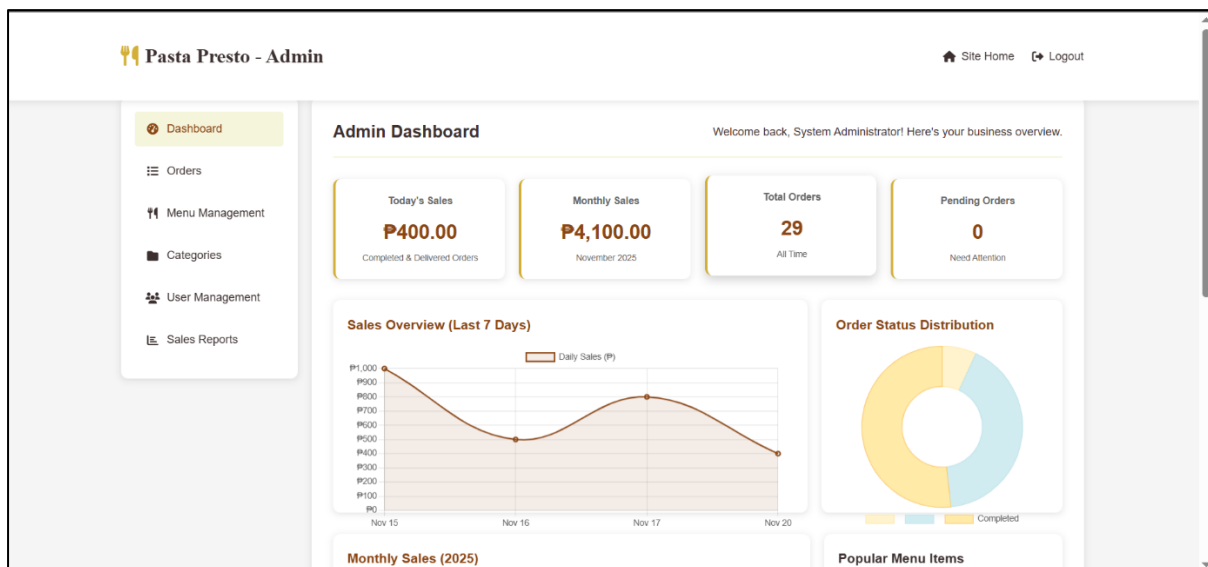 Pasta Presto - Admin
Site Home
Logout
Dashboard
Orders
Menu Management
Categories
User Management
Sales Reports
Admin Dashboard
Welcome back, System Administrator! Here's your business overview.
Today's Sales
₱400.00
Completed & Delivered Orders
Monthly Sales
₱4,100.00
November 2025
Total Orders
29
All Time
Pending Orders
0
Need Attention
Sales Overview (Last 7 Days)
Daily Sales (₱)
₱1,000
₱900
₱800
₱700
₱600
₱500
₱400
₱300
₱200
₱100
₱0
Nov 15
Nov 16
Nov 17
Nov 20
Order Status Distribution
Completed
Monthly Sales (2025)
Popular Menu Items